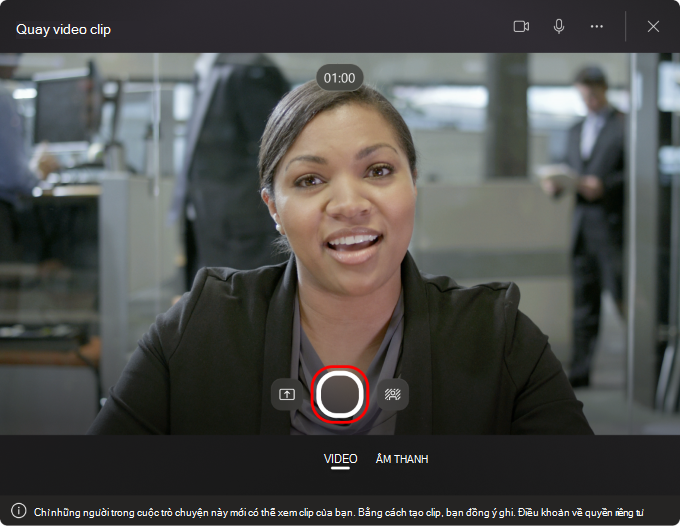 Quay video clip
01:00
VIDEO
ÂM THANH
Chỉ những người trong cuộc trò chuyện này mới có thể xem clip của bạn. Bằng cách tạo clip, bạn đồng ý ghi. Điều khoản về quyền riêng tư